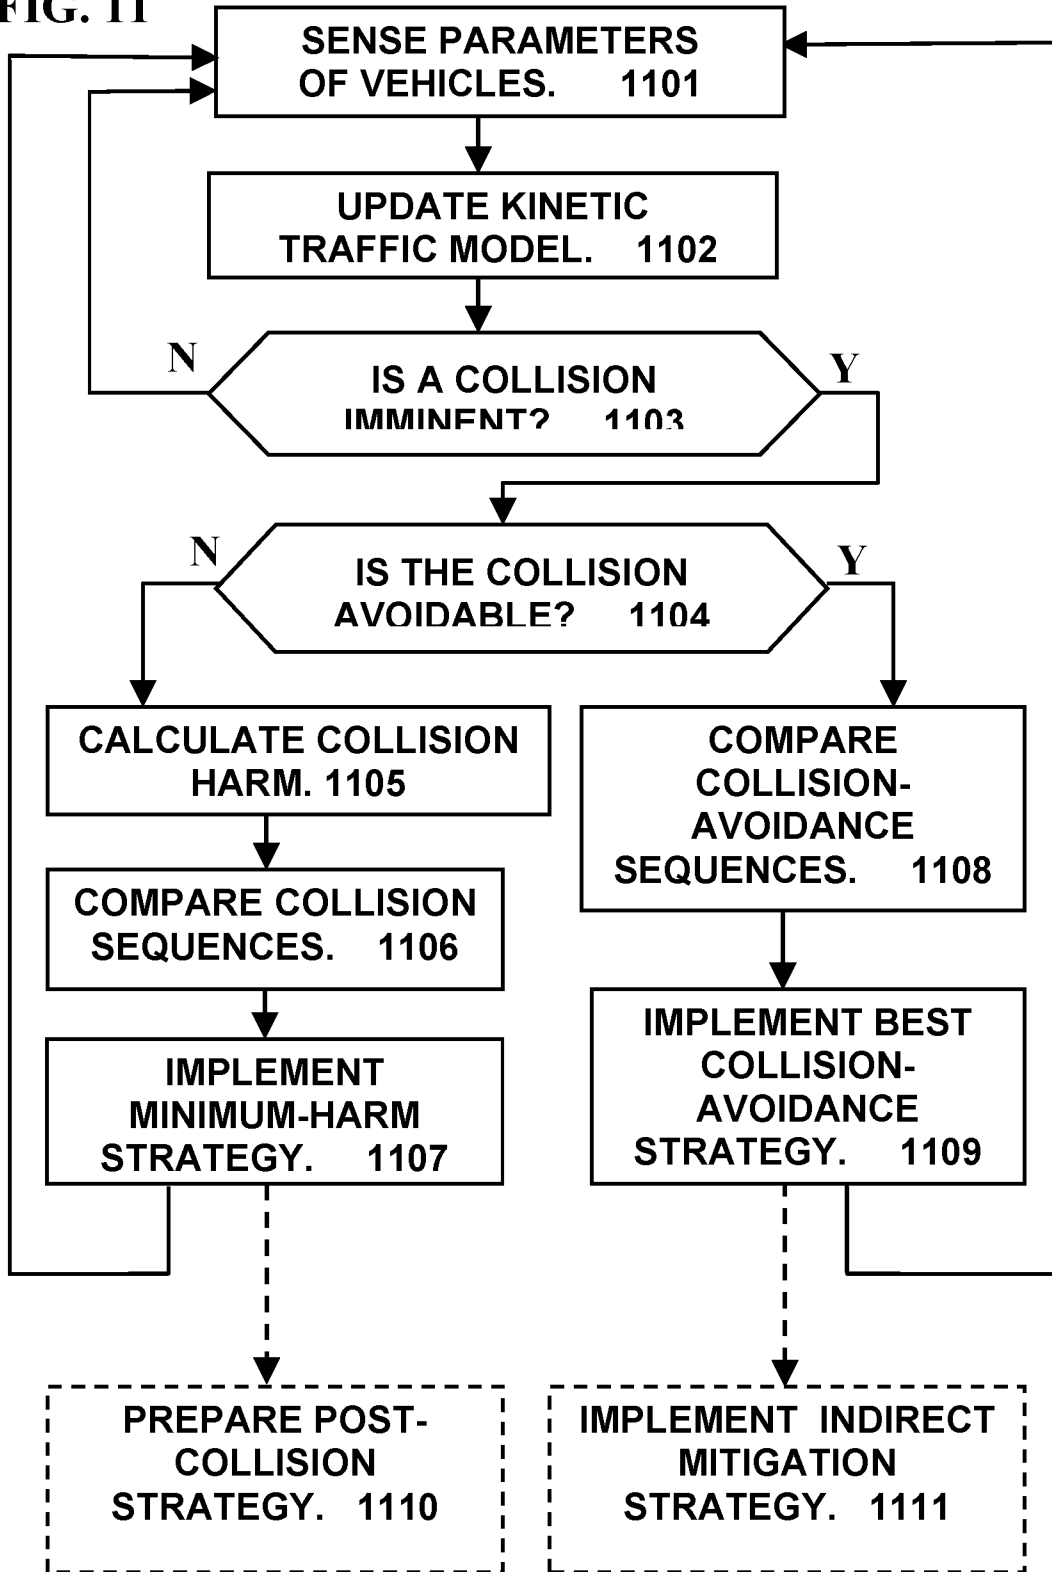 FIG. 11
SENSE PARAMETERS
OF VEHICLES. 1101
UPDATE KINETIC
TRAFFIC MODEL. 1102
N
Y
IS A COLLISION
IMMINENT? 1103
N
Y
IS THE COLLISION
AVOIDABLE? 1104
CALCULATE COLLISION
HARM. 1105
COMPARE
COLLISION-
AVOIDANCE
SEQUENCES. 1108
COMPARE COLLISION
SEQUENCES. 1106
IMPLEMENT BEST
COLLISION-
AVOIDANCE
STRATEGY. 1109
IMPLEMENT
MINIMUM-HARM
STRATEGY. 1107
PREPARE POST-
COLLISION
STRATEGY. 1110
IMPLEMENT INDIRECT
MITIGATION
STRATEGY. 1111